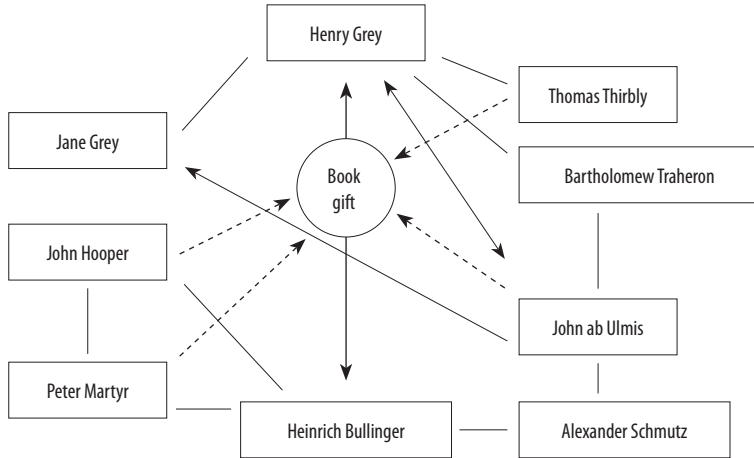 Henry Grey
Thomas Thirbly
Jane Grey
Bartholomew Traheron
Book
gift
John Hooper
John ab Ulmis
Peter Martyr
Heinrich Bullinger
Alexander Schmutz